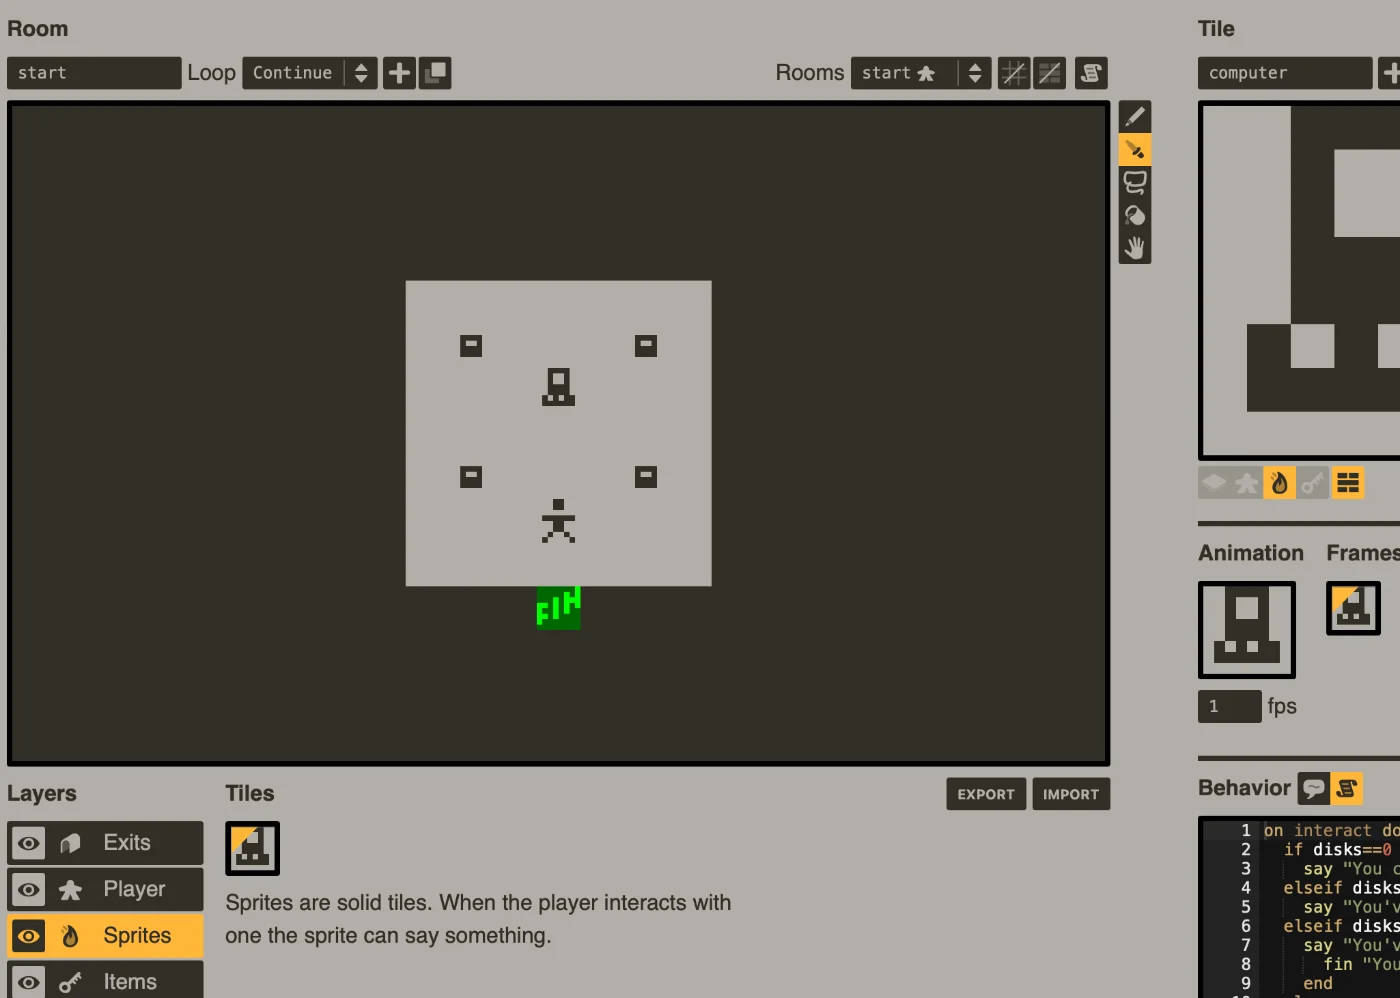 Room
Tile
start
Loop
Continue
Rooms
start
computer
FIN
Animation
Frames
1
fps
Layers
Tiles
EXPORT
IMPORT
Behavior
Exits
Player
Sprites
Items
Sprites are solid tiles. When the player interacts with
one the sprite can say something.
1 on interact do
2 if disks==0
3 say "You
4 elseif disks
5 say "You'v
6 elseif disks
7 say "You'v
8 fin "You
9 end